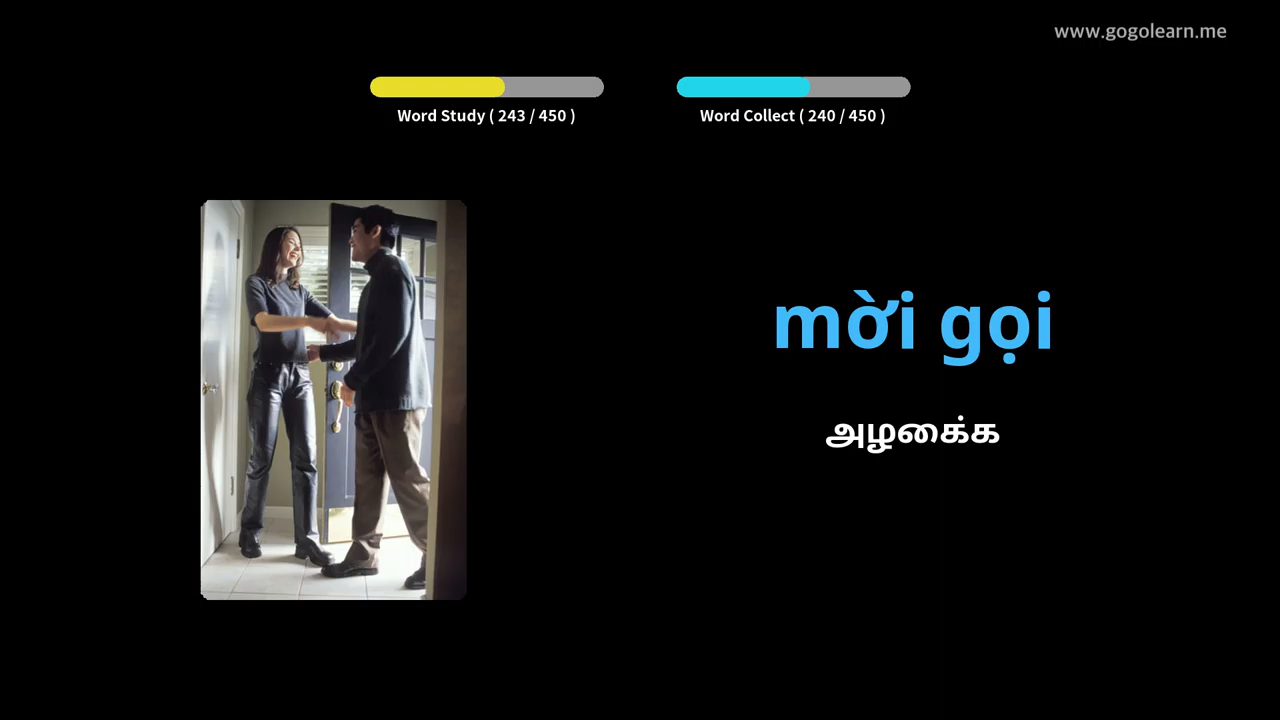 www.gogolearn.me
Word Study ( 243 / 450 )
Word Collect ( 240 / 450 )
mời gọi
அழைக்க